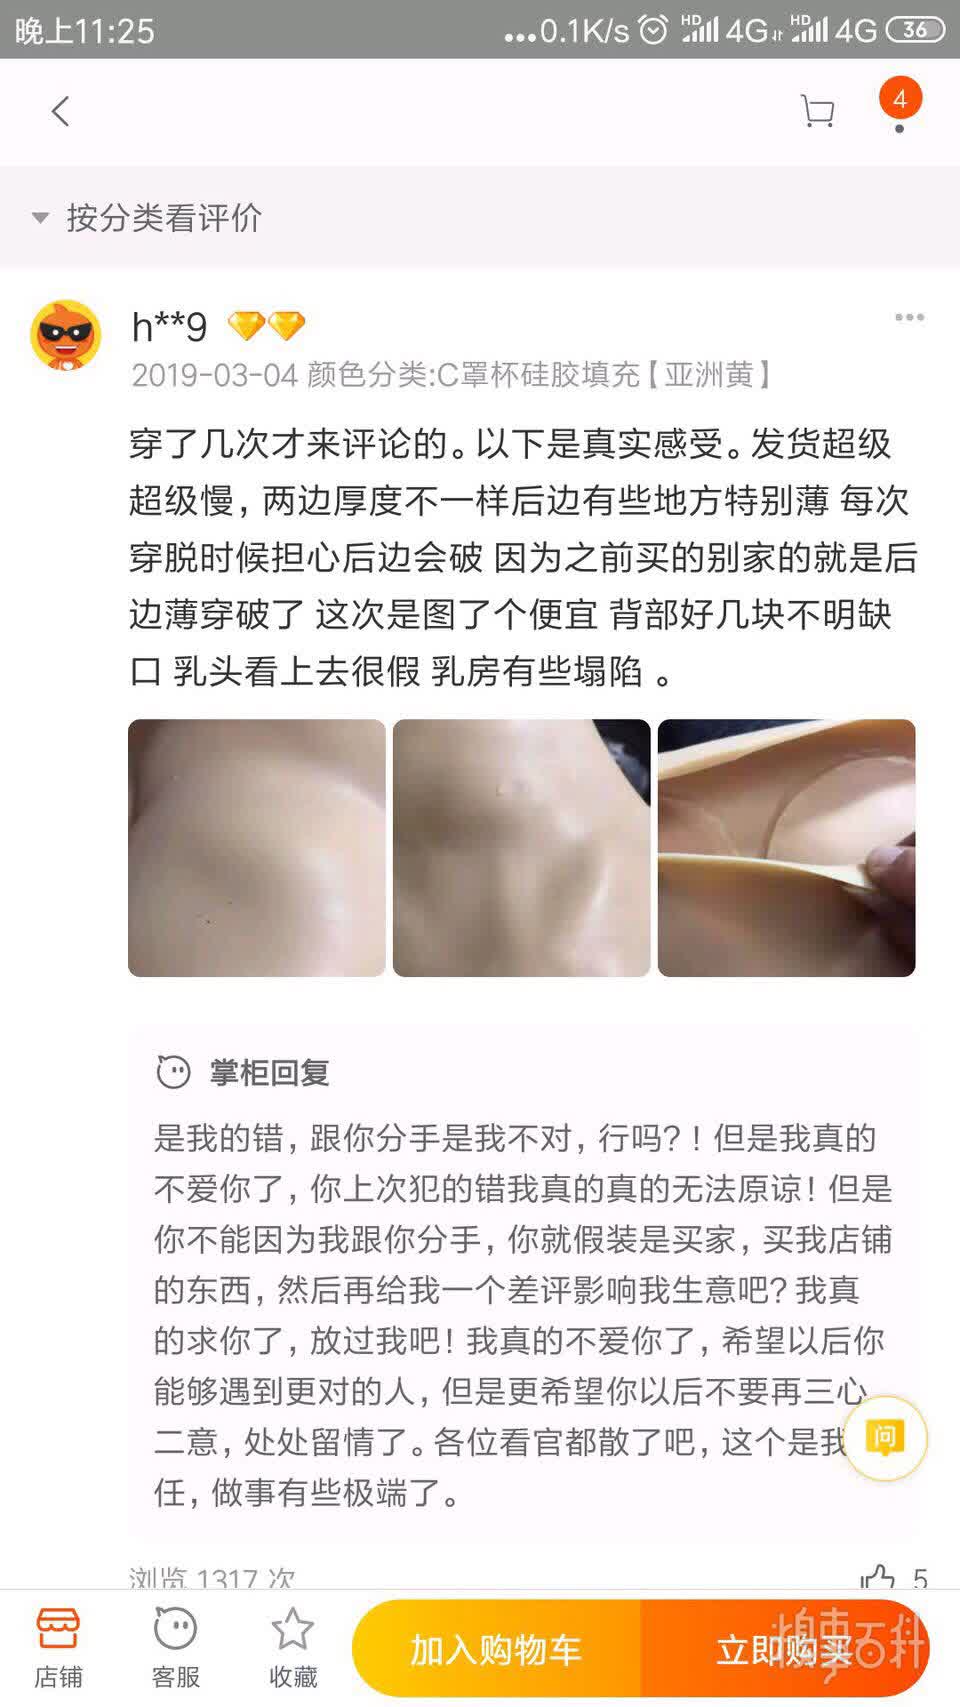 晚上11:25
...0.1K/s HD 4G HD 4G 36
4
按分类看评价
h**9
2019-03-04 颜色分类:C罩杯硅胶填充【亚洲黄】
穿了几次才来评论的。以下是真实感受。发货超级
超级慢，两边厚度不一样后边有些地方特别薄 每次
穿脱时候担心后边会破 因为之前买的别家的就是后
边薄穿破了 这次是图了个便宜 背部好几块不明缺
口 乳头看上去很假 乳房有些塌陷 。
掌柜回复
是我的错，跟你分手是我不对，行吗？！但是我真的
不爱你了，你上次犯的错我真的真的无法原谅！但是
你不能因为我跟你分手，你就假装是买家，买我店铺
的东西，然后再给我一个差评影响我生意吧？我真
的求你了，放过我吧！我真的不爱你了，希望以后你
能够遇到更对的人，但是更希望你以后不要再三心
二意，处处留情了。各位看官都散了吧，这个是我
任，做事有些极端了。
问
浏览 1317 次
5
店铺
客服
收藏
加入购物车
立即购买
糗事百科